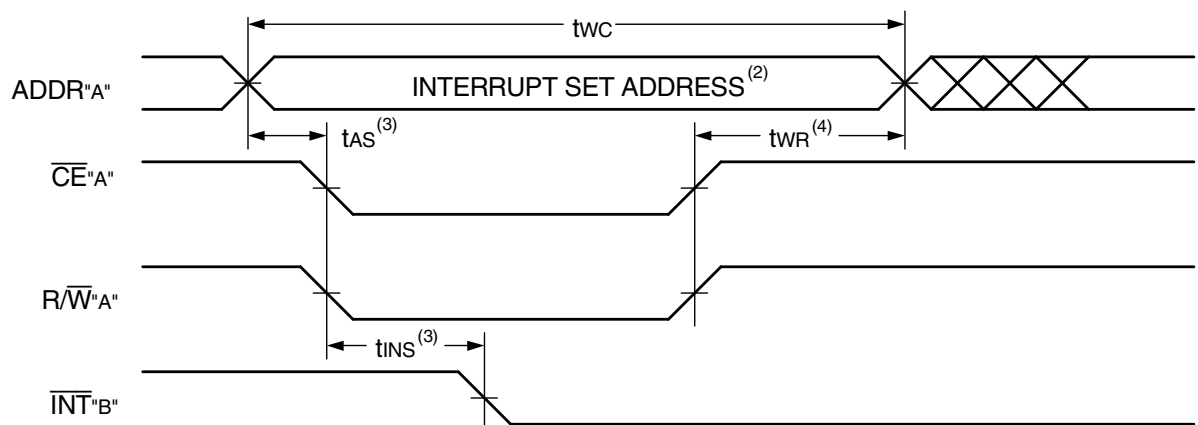 tWC
ADDR"A"
INTERRUPT SET ADDRESS(2)
tAS(3)
tWR(4)
CE"A"
R/W"A"
tINS(3)
INT"B"